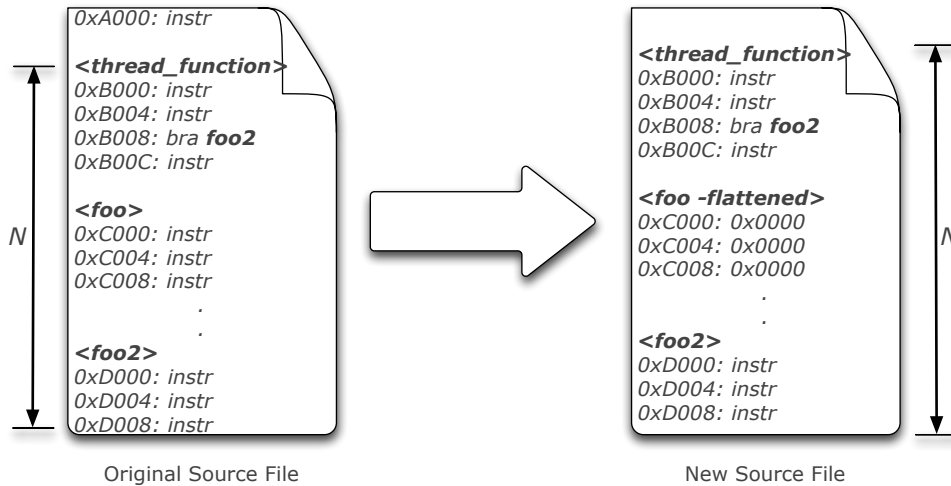 0xA000: instr
<thread_function>
0xB000: instr
0xB004: instr
0xB008: bra foo2
0xB00C: instr
<foo>
0xC000: instr
0xC004: instr
0xC008: instr
.
.
<foo2>
0xD000: instr
0xD004: instr
0xD008: instr
N
Original Source File
<thread_function>
0xB000: instr
0xB004: instr
0xB008: bra foo2
0xB00C: instr
<foo -flattened>
0xC000: 0x0000
0xC004: 0x0000
0xC008: 0x0000
.
.
<foo2>
0xD000: instr
0xD004: instr
0xD008: instr
N
New Source File